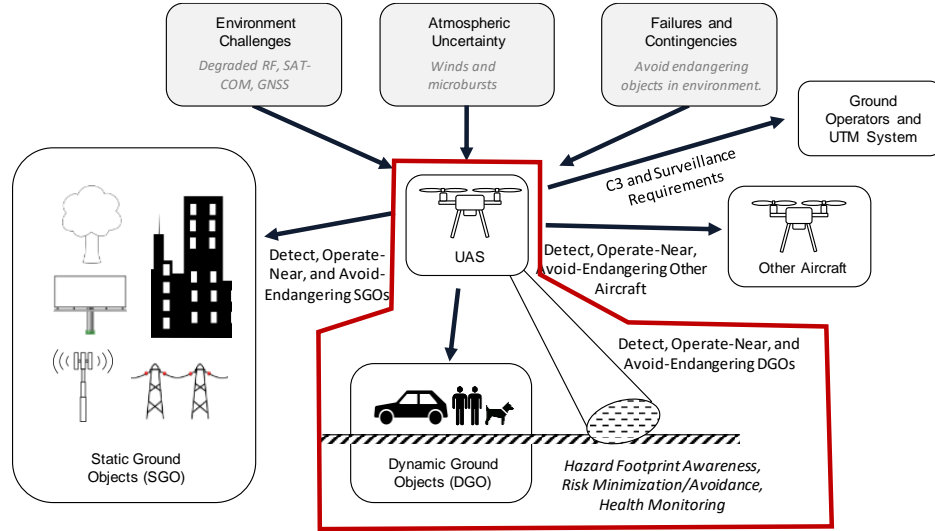 Environment
Challenges
Degraded RF, SAT-
COM, GNSS
Atmospheric
Uncertainty
Winds and
microbursts
Failures and
Contingencies
Avoid endangering
objects in environment.
Ground
Operators and
UTM System
C3 and Surveillance
Requirements
UAS
Detect, Operate-
Near, and Avoid-
Endangering SGOs
Detect, Operate-Near,
Avoid-Endangering Other
Aircraft
Other Aircraft
Detect, Operate-Near, and
Avoid-Endangering DGOs
Static Ground
Objects (SGO)
Dynamic Ground
Objects (DGO)
Hazard Footprint Awareness,
Risk Minimization/Avoidance,
Health Monitoring